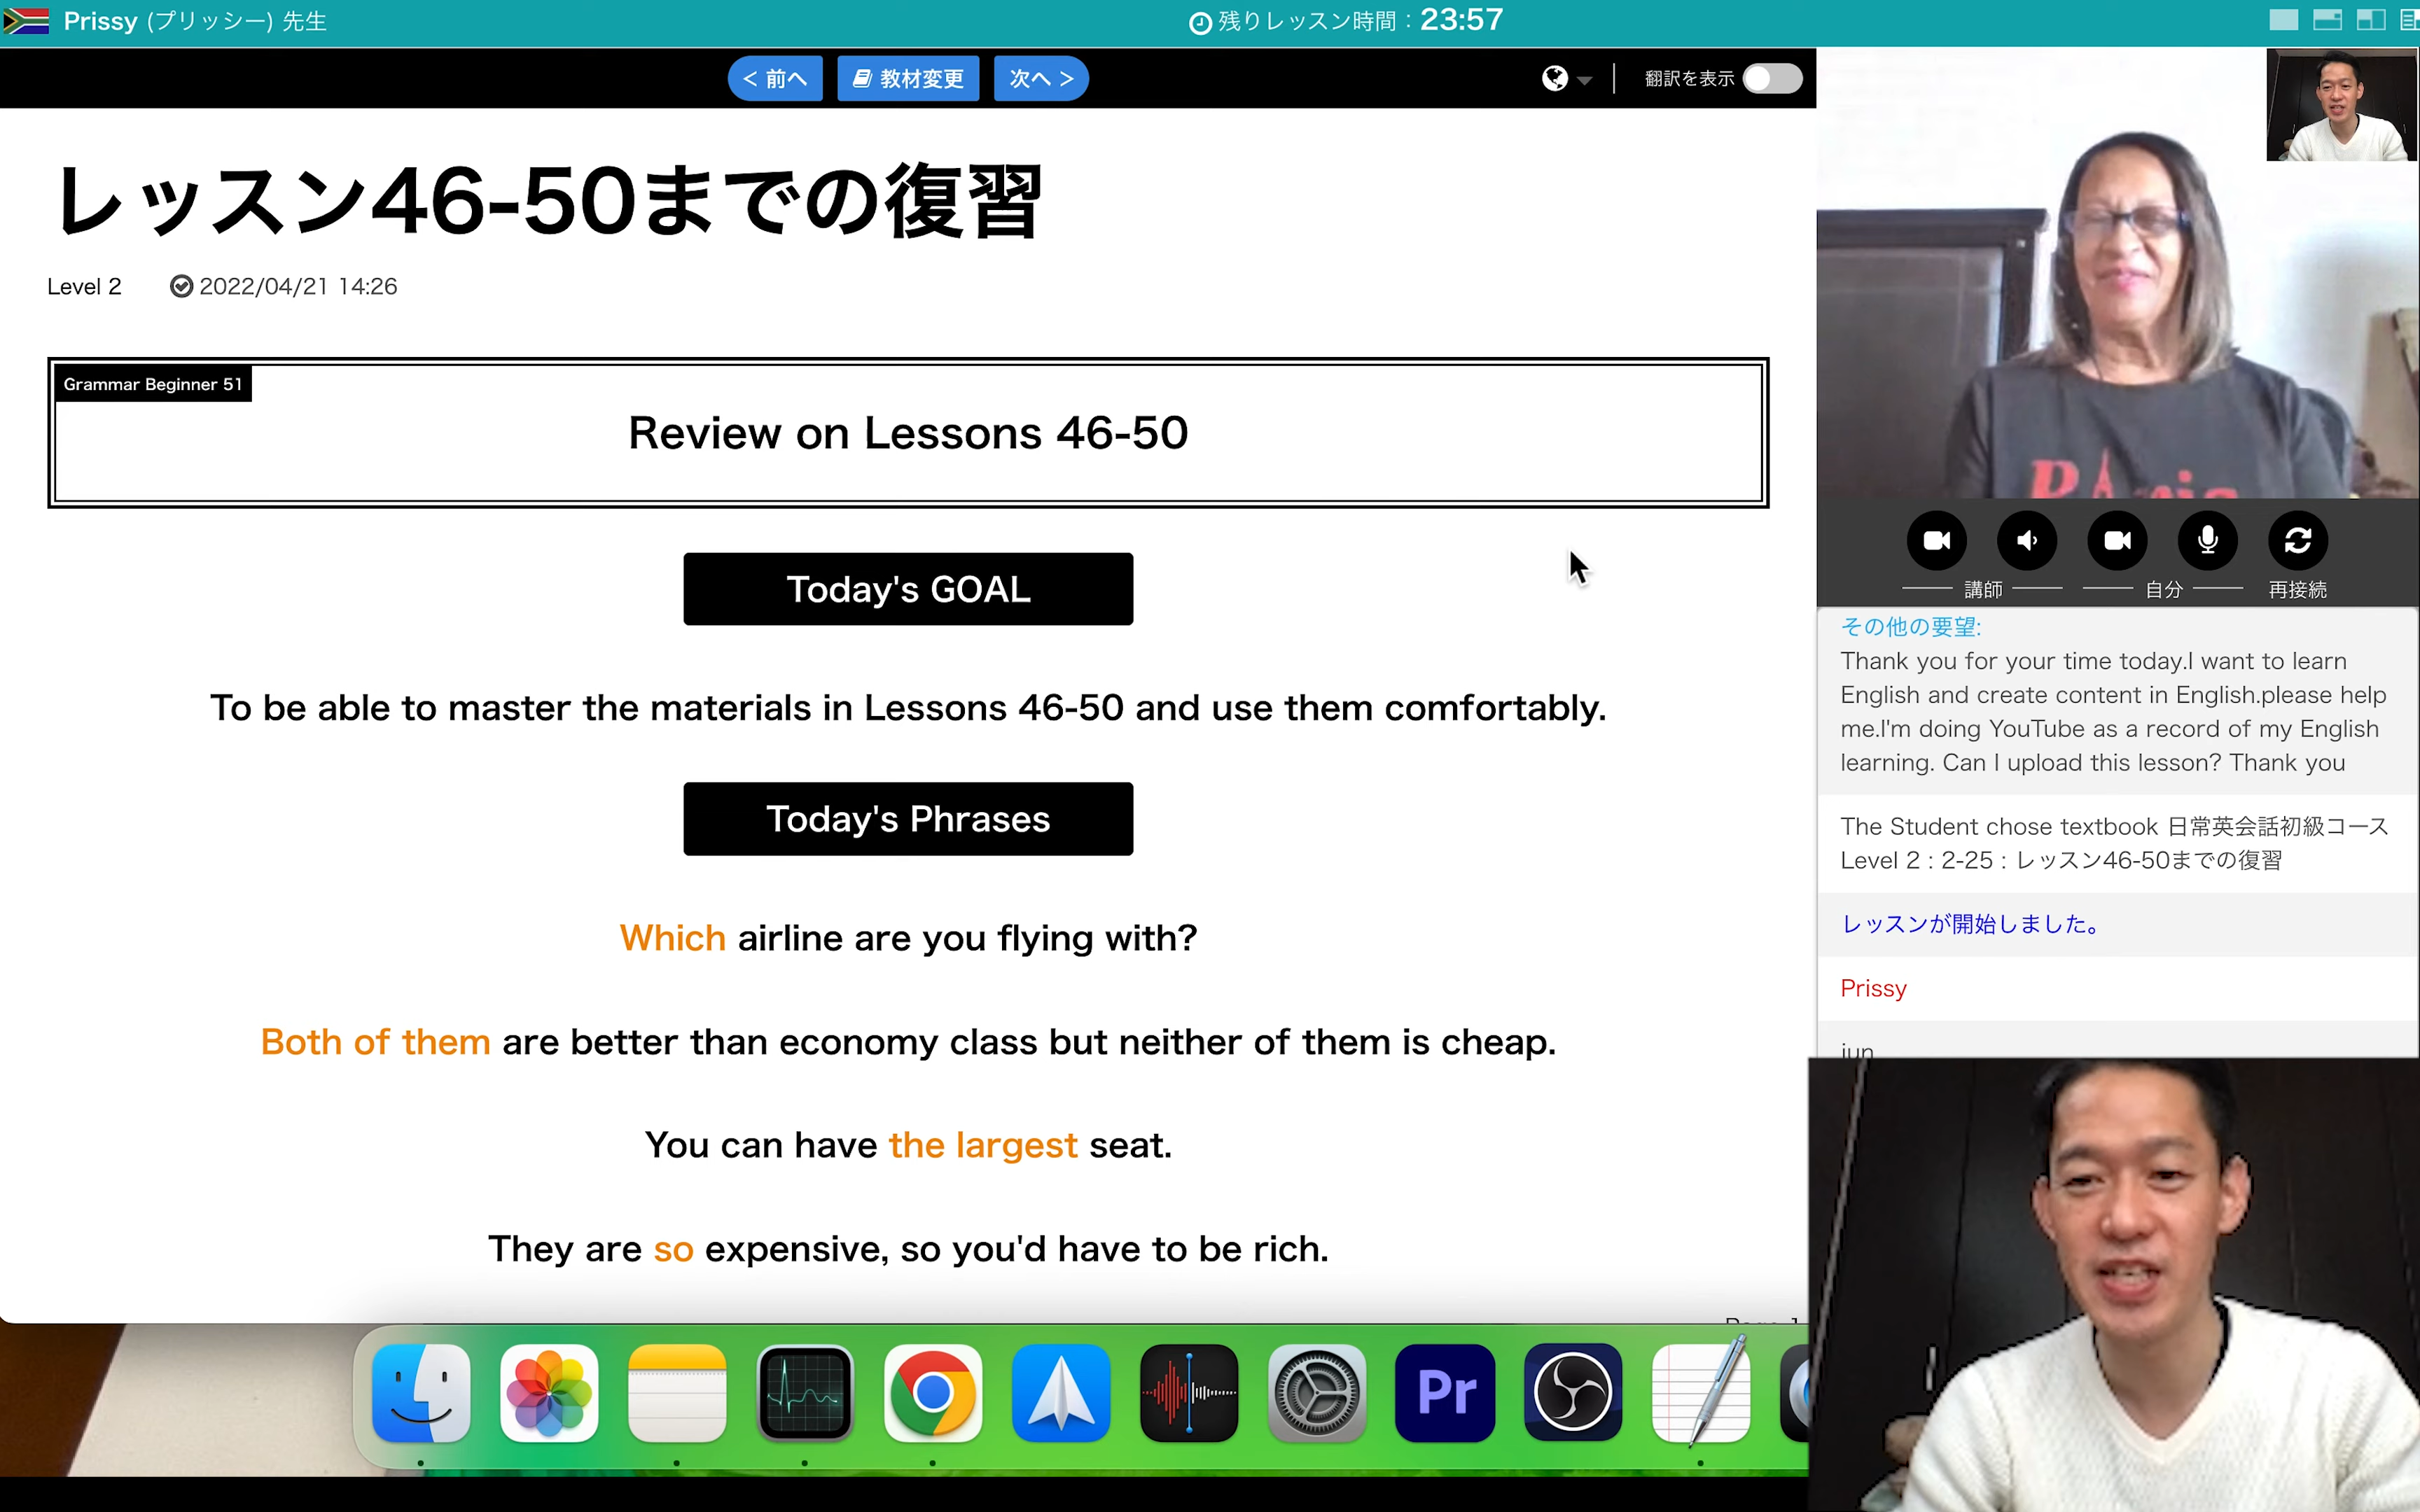 Prissy (プリッシー) 先生
残りレッスン時間：23:57
< 前へ
教材変更
次へ >
翻訳を表示
レッスン46-50までの復習
Level 2
2022/04/21 14:26
Grammar Beginner 51
Review on Lessons 46-50
Today's GOAL
To be able to master the materials in Lessons 46-50 and use them comfortably.
Today's Phrases
Which airline are you flying with?
Both of them are better than economy class but neither of them is cheap.
You can have the largest seat.
They are so expensive, so you'd have to be rich.
講師
自分
再接続
その他の要望:
Thank you for your time today.I want to learn
English and create content in English.please help
me.I'm doing YouTube as a record of my English
learning. Can I upload this lesson? Thank you
The Student chose textbook 日常英会話初級コース
Level 2 : 2-25 : レッスン46-50までの復習
レッスンが開始しました。
Prissy
jun
Pr